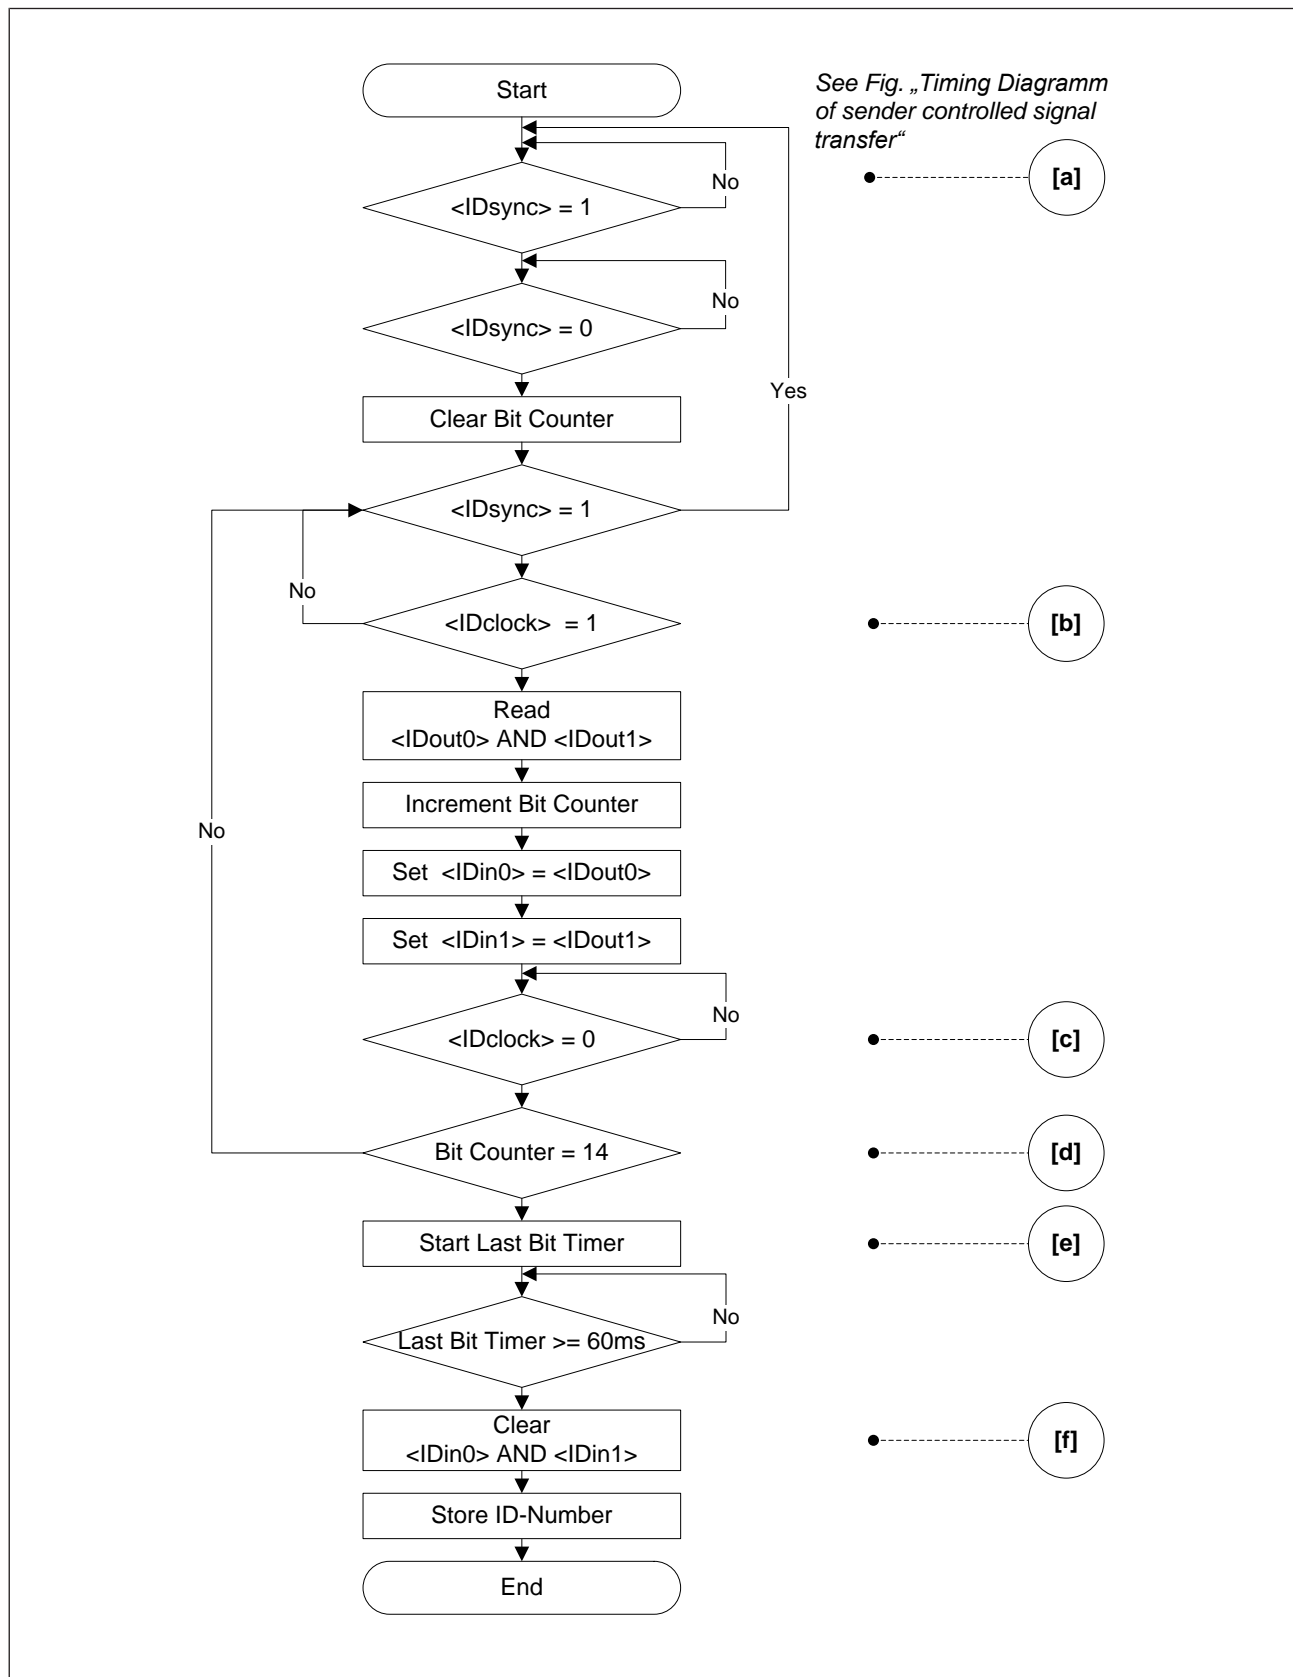 Start
See Fig. „Timing Diagramm
of sender controlled signal
transfer“
[a]
No
<IDsync> = 1
No
<IDsync> = 0
Yes
Clear Bit Counter
<IDsync> = 1
No
<IDclock>  = 1
[b]
Read
<IDout0> AND <IDout1>
Increment Bit Counter
No
Set  <IDin0> = <IDout0>
Set  <IDin1> = <IDout1>
No
<IDclock> = 0
[c]
Bit Counter = 14
[d]
Start Last Bit Timer
[e]
No
Last Bit Timer >= 60ms
Clear
<IDin0> AND <IDin1>
[f]
Store ID-Number
End